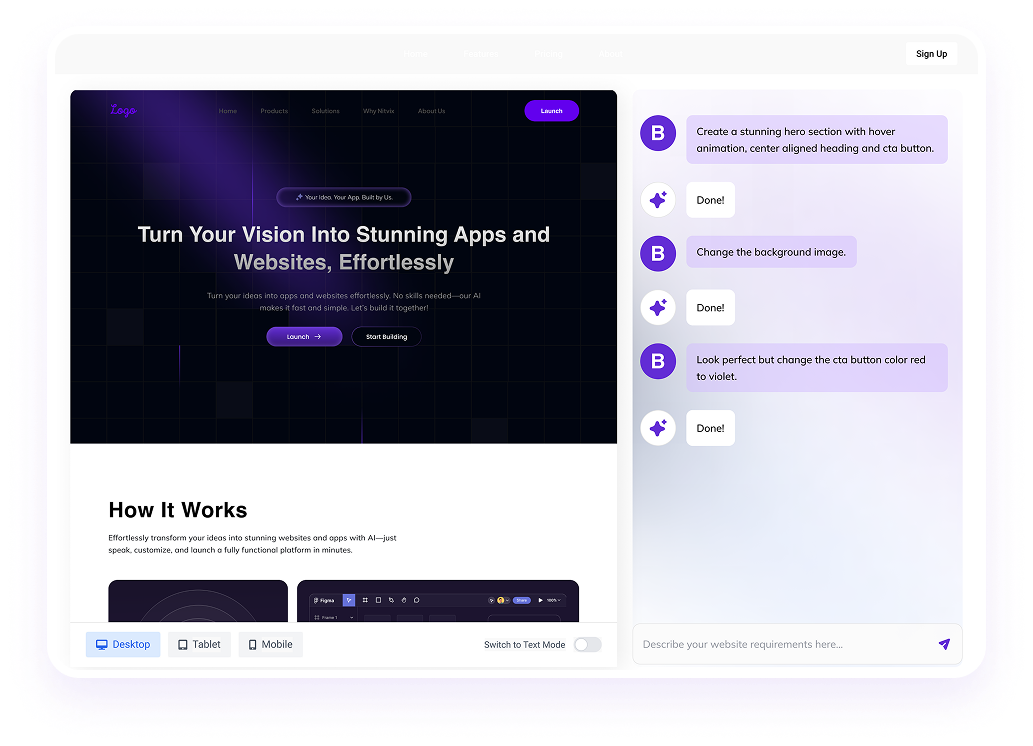 Sign Up
Logo
Home
Products
Solutions
Why Nitvix
About Us
Launch
Your Idea. Your App. Built by Us.
Turn Your Vision Into Stunning Apps and
Websites, Effortlessly
Turn your ideas into apps and websites effortlessly. No skills needed—our AI
makes it fast and simple. Let's build it together!
Launch
Start Building
How It Works
Effortlessly transform your ideas into stunning websites and apps with AI—just
speak, customize, and launch a fully functional platform in minutes.
Figma
Share
100%
Frame 1
Desktop
Tablet
Mobile
Switch to Text Mode
B
Create a stunning hero section with hover
animation, center aligned heading and cta button.
Done!
B
Change the background image.
Done!
B
Look perfect but change the cta button color red
to violet.
Done!
Describe your website requirements here...